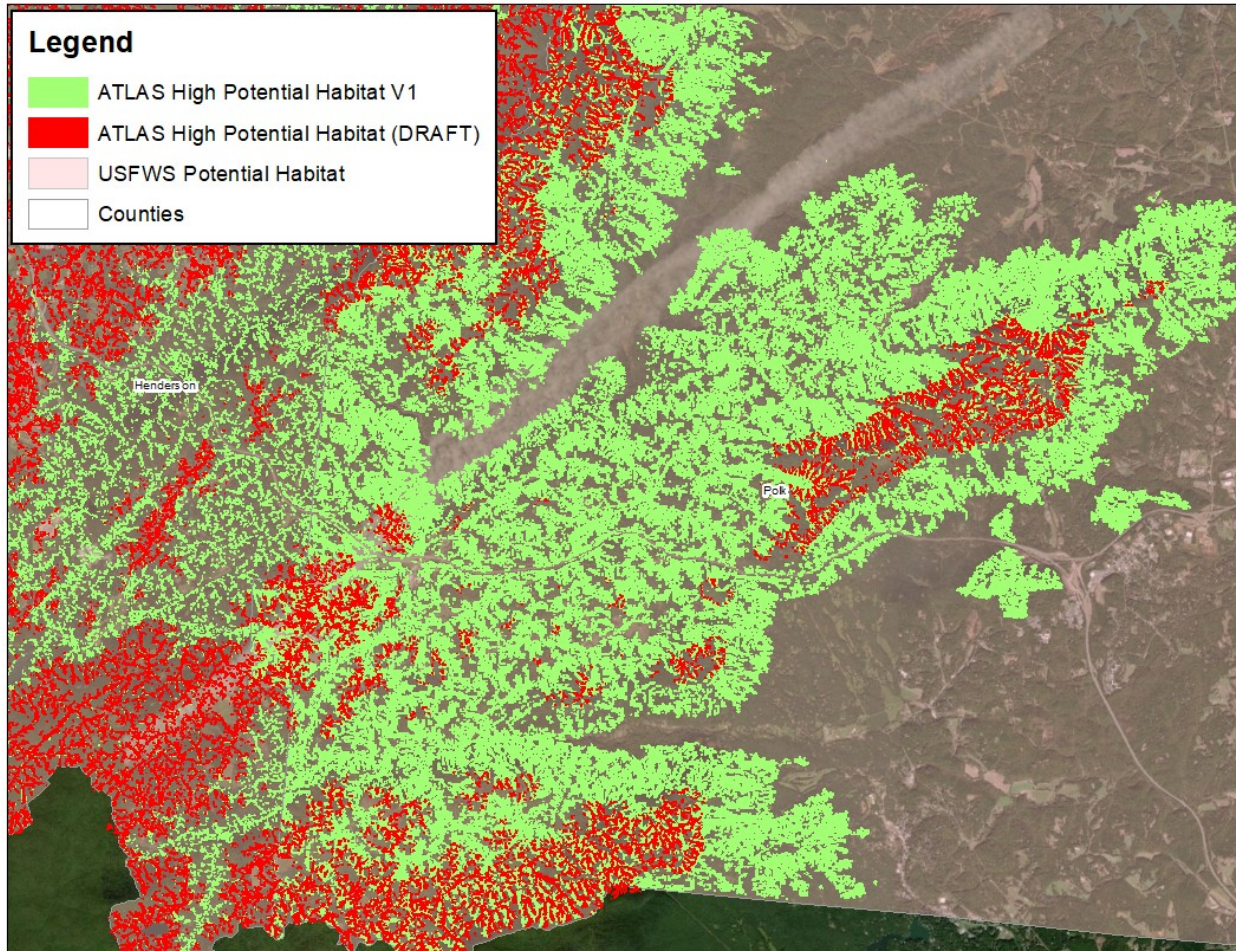 Legend
ATLAS High Potential Habitat V1
ATLAS High Potential Habitat (DRAFT)
USFWS Potential Habitat
Counties
Henderson
Polk